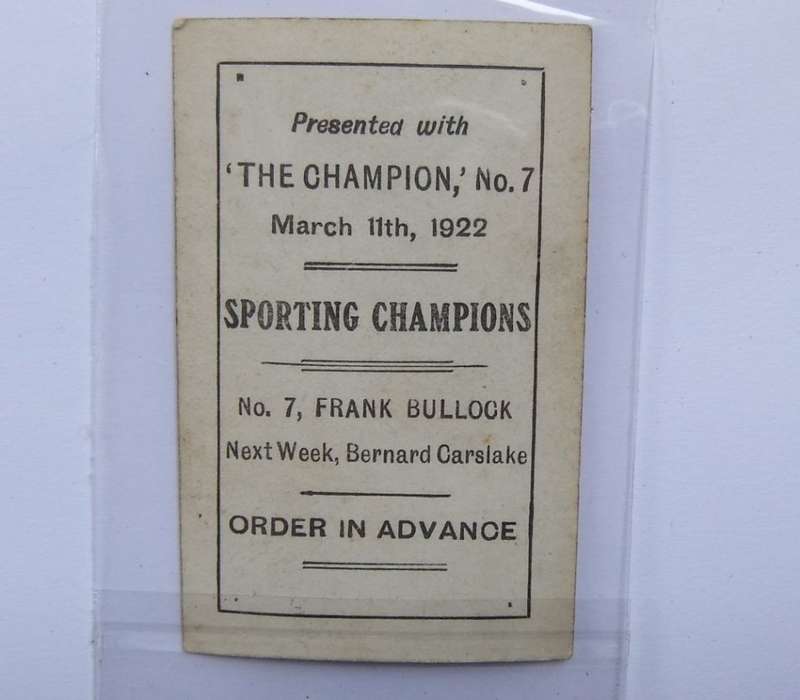 Presented with
'THE CHAMPION,' No. 7
March 11th, 1922
SPORTING CHAMPIONS
No. 7, FRANK BULLOCK
Next Week, Bernard Carslake
ORDER IN ADVANCE